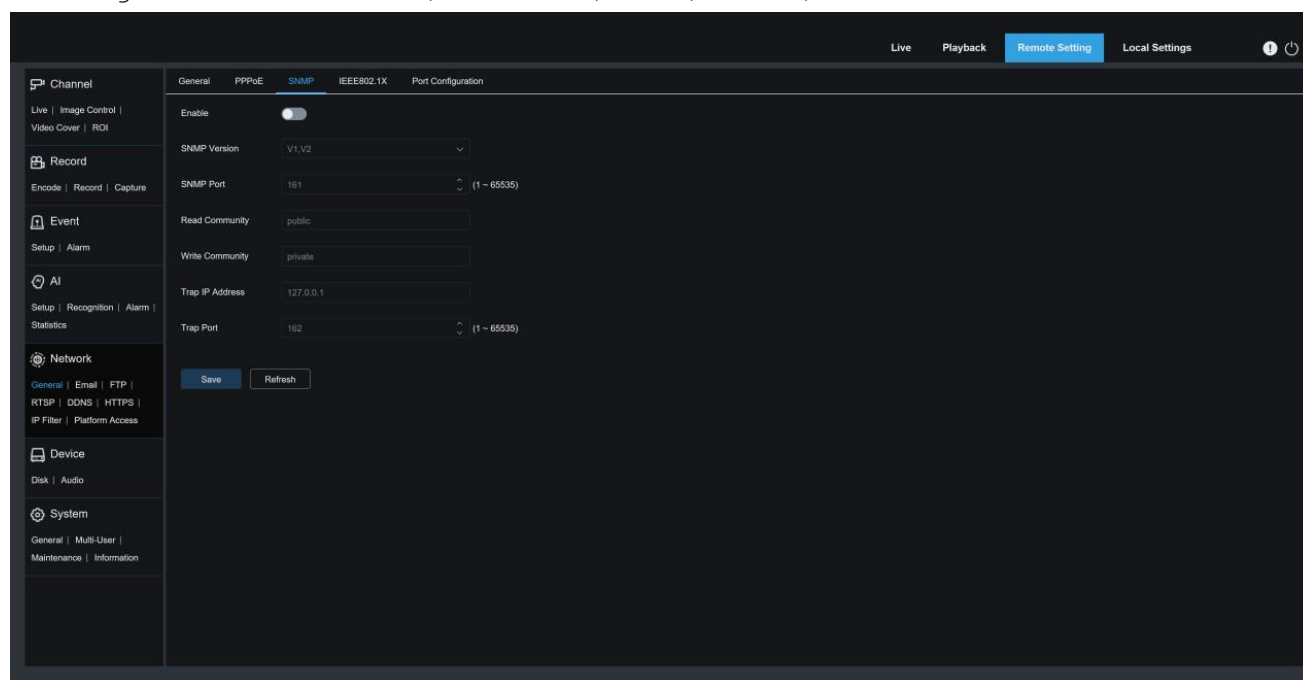 Live Playback Remote Setting Local Settings
Channel
Live | Image Control |
Video Cover | ROI
Record
Encode | Record | Capture
Event
Setup | Alarm
AI
Setup | Recognition | Alarm |
Statistics
Network
General | Email | FTP |
RTSP | DDNS | HTTPS |
IP Filter | Platform Access
Device
Disk | Audio
System
General | Multi-User |
Maintenance | Information
General PPPoE SNMP IEEE802.1X Port Configuration
Enable
SNMP Version V1,V2
SNMP Port 161 (1 ~ 65535)
Read Community public
Write Community private
Trap IP Address 127.0.0.1
Trap Port 162 (1 ~ 65535)
Save Refresh